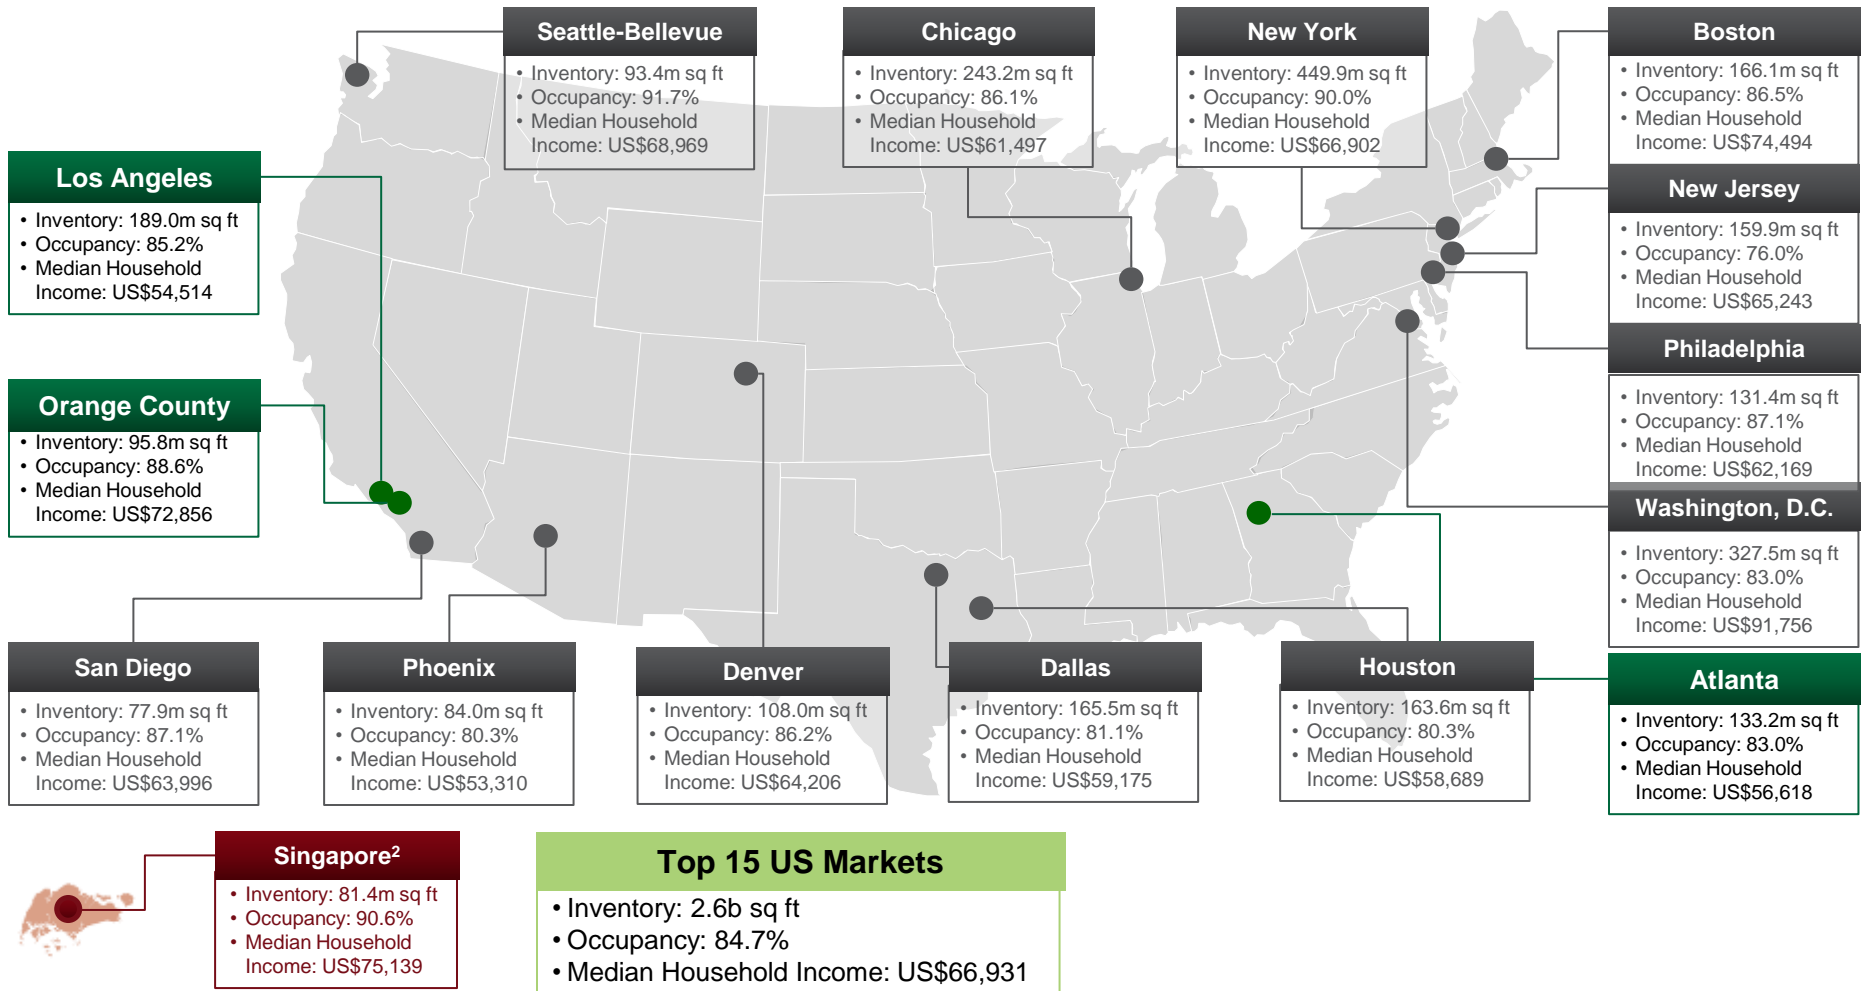 Seattle-Bellevue
• Inventory: 93.4m sq ft
• Occupancy: 91.7%
• Median Household
Income: US$68,969
Chicago
• Inventory: 243.2m sq ft
• Occupancy: 86.1%
• Median Household
Income: US$61,497
New York
• Inventory: 449.9m sq ft
• Occupancy: 90.0%
• Median Household
Income: US$66,902
Boston
• Inventory: 166.1m sq ft
• Occupancy: 86.5%
• Median Household
Income: US$74,494
Los Angeles
• Inventory: 189.0m sq ft
• Occupancy: 85.2%
• Median Household
Income: US$54,514
New Jersey
• Inventory: 159.9m sq ft
• Occupancy: 76.0%
• Median Household
Income: US$65,243
Philadelphia
• Inventory: 131.4m sq ft
• Occupancy: 87.1%
• Median Household
Income: US$62,169
Orange County
• Inventory: 95.8m sq ft
• Occupancy: 88.6%
• Median Household
Income: US$72,856
Washington, D.C.
• Inventory: 327.5m sq ft
• Occupancy: 83.0%
• Median Household
Income: US$91,756
San Diego
• Inventory: 77.9m sq ft
• Occupancy: 87.1%
• Median Household
Income: US$63,996
Phoenix
• Inventory: 84.0m sq ft
• Occupancy: 80.3%
• Median Household
Income: US$53,310
Denver
• Inventory: 108.0m sq ft
• Occupancy: 86.2%
• Median Household
Income: US$64,206
Dallas
• Inventory: 165.5m sq ft
• Occupancy: 81.1%
• Median Household
Income: US$59,175
Houston
• Inventory: 163.6m sq ft
• Occupancy: 80.3%
• Median Household
Income: US$58,689
Atlanta
• Inventory: 133.2m sq ft
• Occupancy: 83.0%
• Median Household
Income: US$56,618
Singapore²
• Inventory: 81.4m sq ft
• Occupancy: 90.6%
• Median Household
Income: US$75,139
Top 15 US Markets
• Inventory: 2.6b sq ft
• Occupancy: 84.7%
• Median Household Income: US$66,931